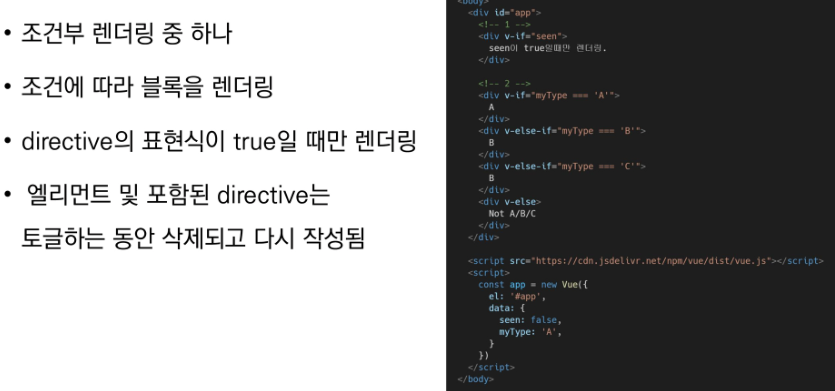 • 조건부 렌더링 중 하나
• 조건에 따라 블록을 렌더링
• directive의 표현식이 true일 때만 렌더링
• 엘리먼트 및 포함된 directive는
토글하는 동안 삭제되고 다시 작성됨
<body>
<div id="app">
<!-- 1 -->
<div v-if="seen">
seen이 true일때만 렌더링.
</div>
<!-- 2 -->
<div v-if="myType === 'A'">
A
</div>
<div v-else-if="myType === 'B'">
B
</div>
<div v-else-if="myType === 'C'">
B
</div>
<div v-else>
Not A/B/C
</div>
</div>
<script src="https://cdn.jsdelivr.net/npm/vue/dist/vue.js"></script>
<script>
const app = new Vue({
el: '#app',
data: {
seen: false,
myType: 'A',
}
})
</script>
</body>